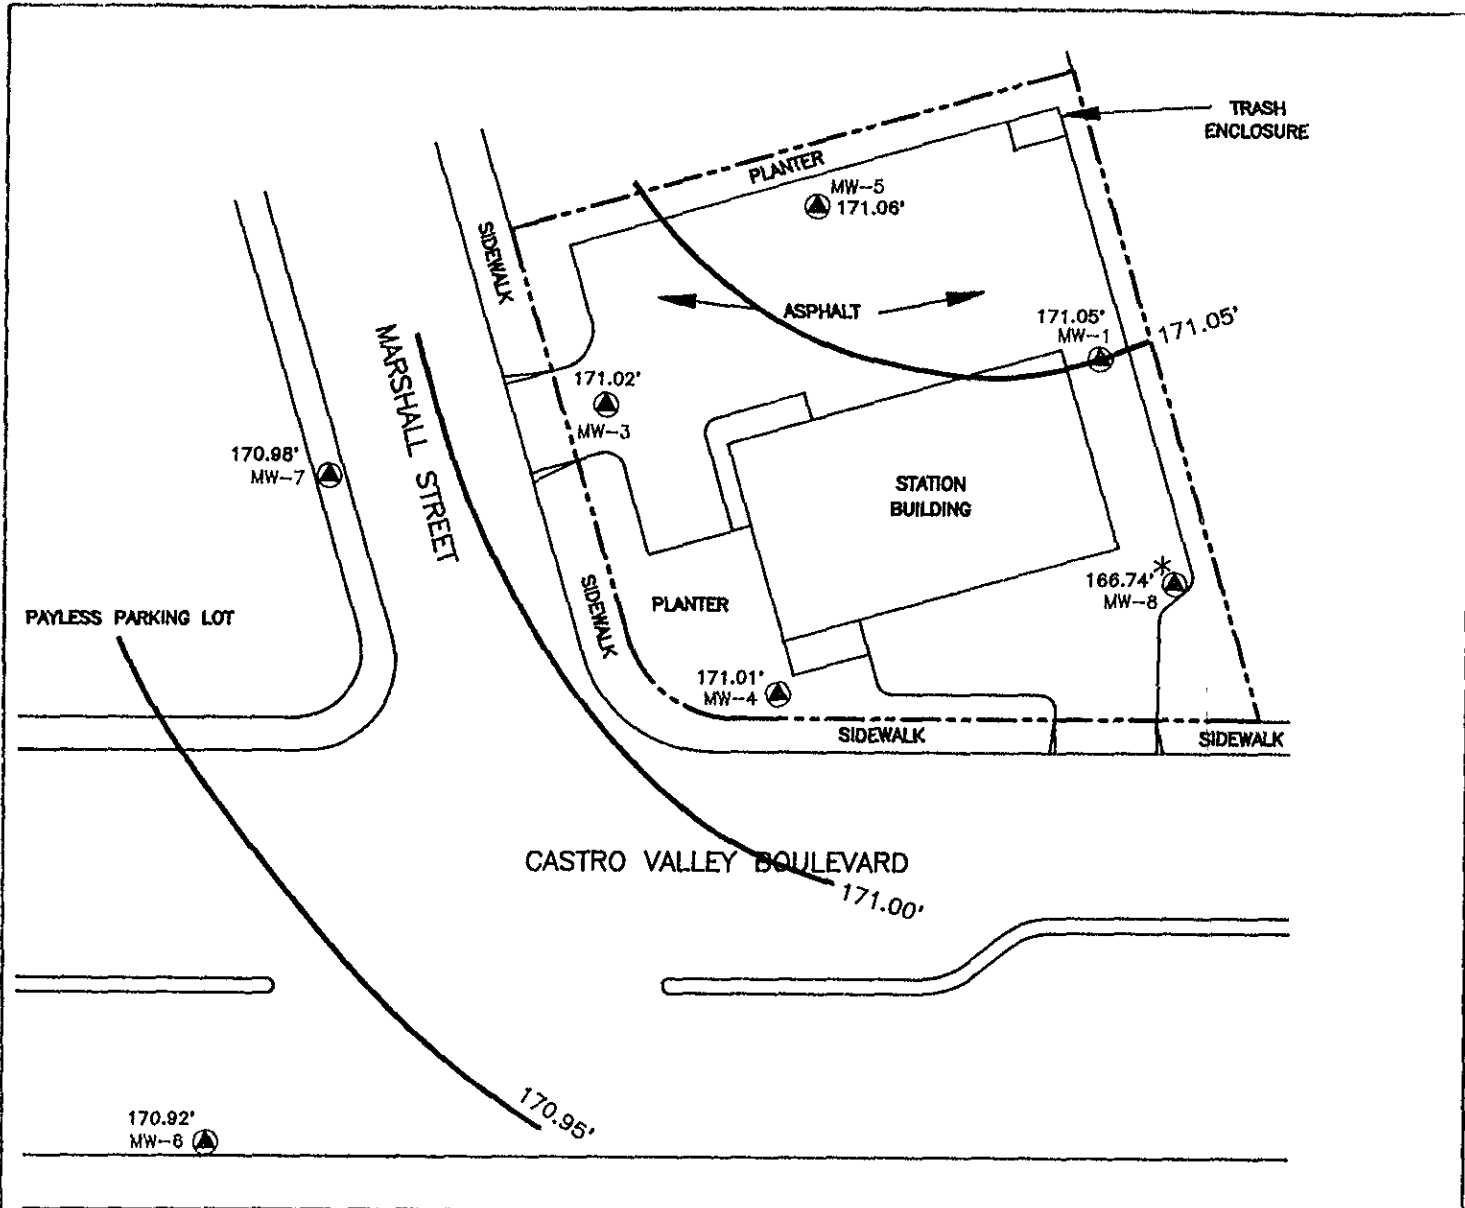 TRASH
ENCLOSURE
PLANTER
MW-5
171.06'
SIDEWALK
ASPHALT
171.05'
MW-1
171.05'
MARSHALL STREET
171.02'
MW-3
170.98'
MW-7
STATION
BUILDING
166.74'*
MW-8
SIDEWALK
PLANTER
PAYLESS PARKING LOT
171.01'
MW-4
SIDEWALK
SIDEWALK
CASTRO VALLEY BOULEVARD
171.00'
170.95'
170.92'
MW-6